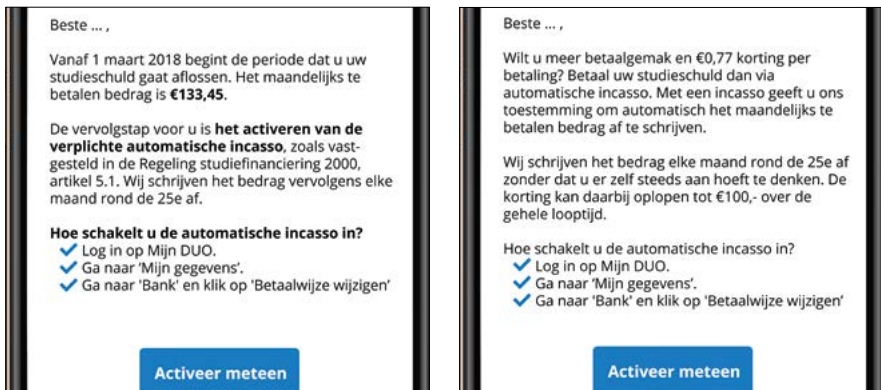 Beste ... ,
Vanaf 1 maart 2018 begint de periode dat u uw
studieschuld gaat aflossen. Het maandelijks te
betalen bedrag is €133,45.
De vervolgstap voor u is het activeren van de
verplichte automatische incasso, zoals vast-
gesteld in de Regeling studiefinanciering 2000,
artikel 5.1. Wij schrijven het bedrag vervolgens elke
maand rond de 25e af.
Hoe schakelt u de automatische incasso in?
Log in op Mijn DUO.
Ga naar ‘Mijn gegevens’.
Ga naar 'Bank' en klik op 'Betaalwijze wijzigen’
Activeer meteen
Beste ... ,
Wilt u meer betaalgemak en €0,77 korting per
betaling? Betaal uw studieschuld dan via
automatische incasso. Met een incasso geeft u ons
toestemming om automatisch het maandelijks te
betalen bedrag af te schrijven.
Wij schrijven het bedrag elke maand rond de 25e af
zonder dat u er zelf steeds aan hoeft te denken. De
korting kan daarbij oplopen tot €100,- over de
gehele looptijd.
Hoe schakelt u de automatische incasso in?
Log in op Mijn DUO.
Ga naar ‘Mijn gegevens’.
Ga naar 'Bank' en klik op 'Betaalwijze wijzigen’
Activeer meteen